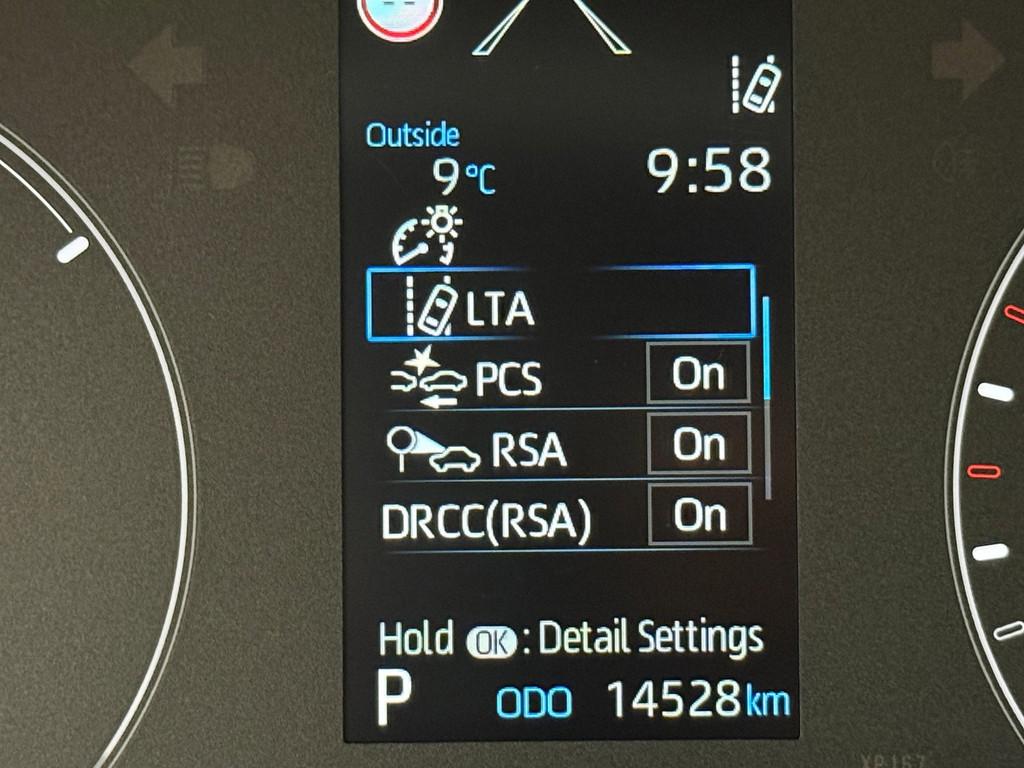 Outside
9°C 9:58
LTA
PCS On
RSA On
DRCC(RSA) On
Hold OK : Detail Settings
P ODO 14528 km